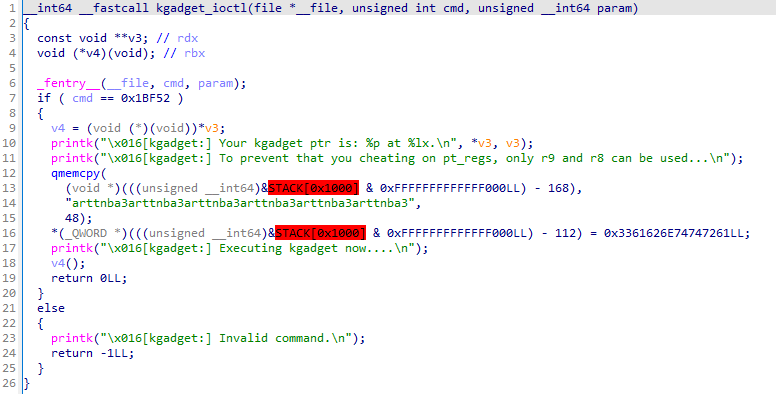 1 __int64 __fastcall kgadget_ioctl(file *__file, unsigned int cmd, unsigned __int64 param)
2 {
3   const void **v3; // rdx
4   void (*v4)(void); // rbx
5
6   _fentry__(__file, cmd, param);
7   if ( cmd == 0x1BF52 )
8   {
9     v4 = (void (*)(void))*v3;
10     printk("\x016[kgadget:] Your kgadget ptr is: %p at %lx.\n", *v3, v3);
11     printk("\x016[kgadget:] To prevent that you cheating on pt_regs, only r9 and r8 can be used...\n");
12     qmemcpy(
13       (void *)(((unsigned __int64)&STACK[0x1000] & 0xFFFFFFFFFFFFF000LL) - 168),
14       "arttnba3arttnba3arttnba3arttnba3arttnba3arttnba3",
15       48);
16     *(_QWORD *)(((unsigned __int64)&STACK[0x1000] & 0xFFFFFFFFFFFFF000LL) - 112) = 0x3361626E74747261LL;
17     printk("\x016[kgadget:] Executing kgadget now....\n");
18     v4();
19     return 0LL;
20   }
21   else
22   {
23     printk("\x016[kgadget:] Invalid command.\n");
24     return -1LL;
25   }
26 }